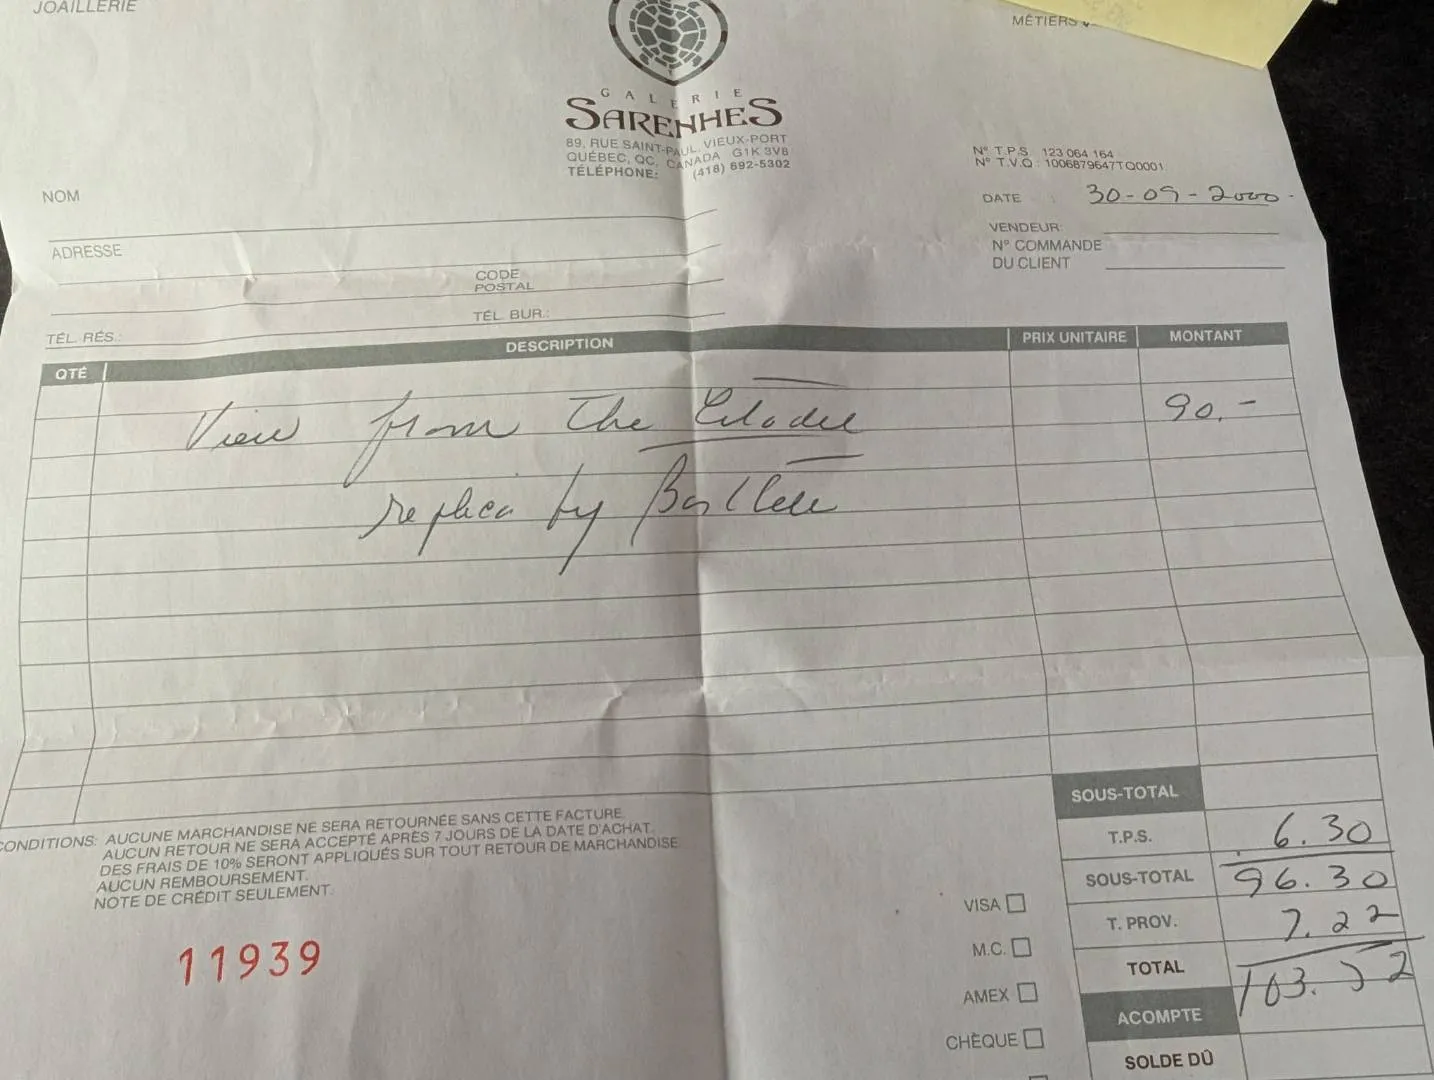 JOAILLERIE
MÉTIERS
GALERIE
SARENHES
89, RUE SAINT-PAUL, VIEUX-PORT
QUÉBEC, QC, CANADA G1K 3V8
TÉLÉPHONE: (418) 692-5302
N° T.P.S. 123 064 164
N° T.V.Q. 1006879647TQ0001
DATE : 30-09-2000
NOM
VENDEUR:
ADRESSE
N° COMMANDE
DU CLIENT
CODE
POSTAL
TÉL. RÉS.:
TÉL. BUR.:
QTÉ DESCRIPTION PRIX UNITAIRE MONTANT
View from the 90.-
replica by
SOUS-TOTAL
T.P.S. 6.30
SOUS-TOTAL 96.30
T. PROV. 7.22
TOTAL 103.52
ACOMPTE
SOLDE DÛ
CONDITIONS: AUCUNE MARCHANDISE NE SERA RETOURNÉE SANS CETTE FACTURE.
AUCUN RETOUR NE SERA ACCEPTÉ APRÈS 7 JOURS DE LA DATE D'ACHAT.
DES FRAIS DE 10% SERONT APPLIQUÉS SUR TOUT RETOUR DE MARCHANDISE
AUCUN REMBOURSEMENT.
NOTE DE CRÉDIT SEULEMENT.
VISA
M.C.
AMEX
CHÈQUE
11939